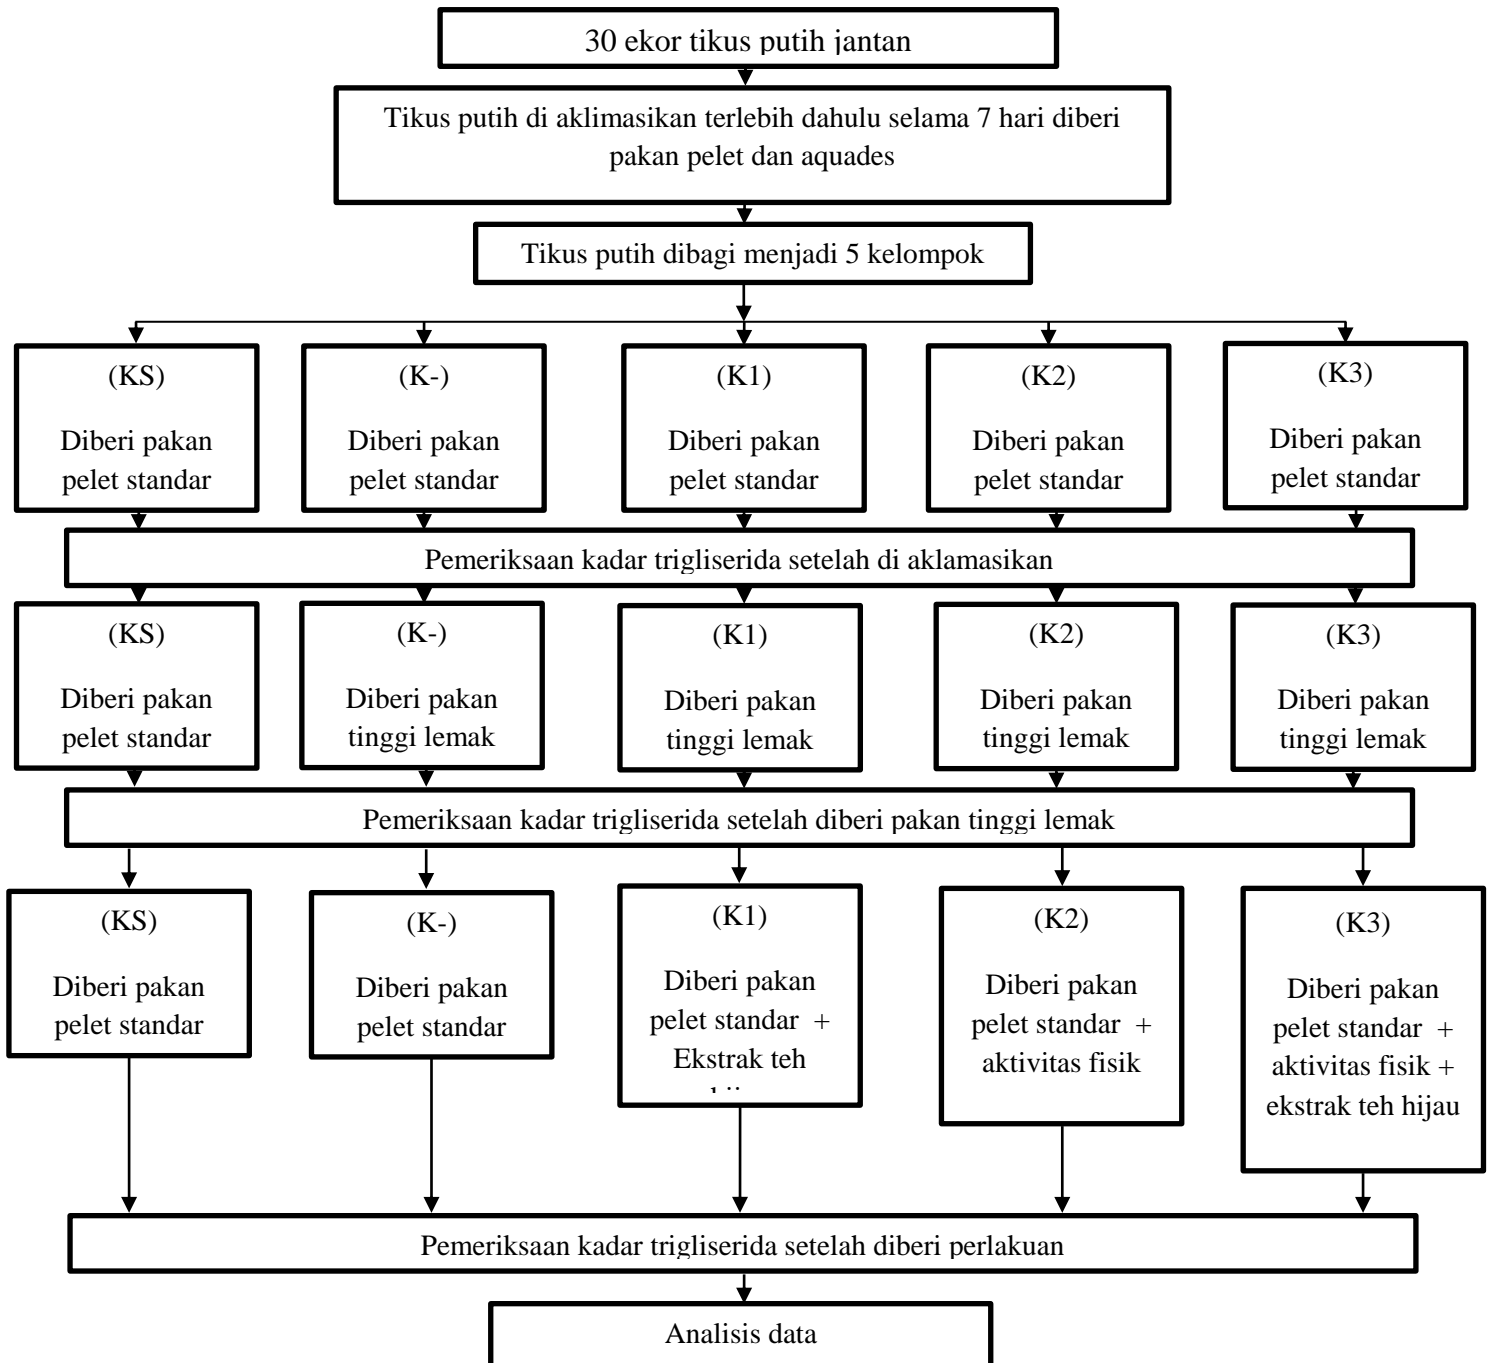 30 ekor tikus putih jantan
Tikus putih di aklimasikan terlebih dahulu selama 7 hari diberi
pakan pelet dan aquades
Tikus putih dibagi menjadi 5 kelompok
(KS)
Diberi pakan
pelet standar
(K-)
Diberi pakan
pelet standar
(K1)
Diberi pakan
pelet standar
(K2)
Diberi pakan
pelet standar
(K3)
Diberi pakan
pelet standar
Pemeriksaan kadar trigliserida setelah di aklamasikan
(KS)
Diberi pakan
pelet standar
(K-)
Diberi pakan
tinggi lemak
(K1)
Diberi pakan
tinggi lemak
(K2)
Diberi pakan
tinggi lemak
(K3)
Diberi pakan
tinggi lemak
Pemeriksaan kadar trigliserida setelah diberi pakan tinggi lemak
(KS)
Diberi pakan
pelet standar
(K-)
Diberi pakan
pelet standar
(K1)
Diberi pakan
pelet standar +
Ekstrak teh
(K2)
Diberi pakan
pelet standar +
aktivitas fisik
(K3)
Diberi pakan
pelet standar +
aktivitas fisik +
ekstrak teh hijau
Pemeriksaan kadar trigliserida setelah diberi perlakuan
Analisis data